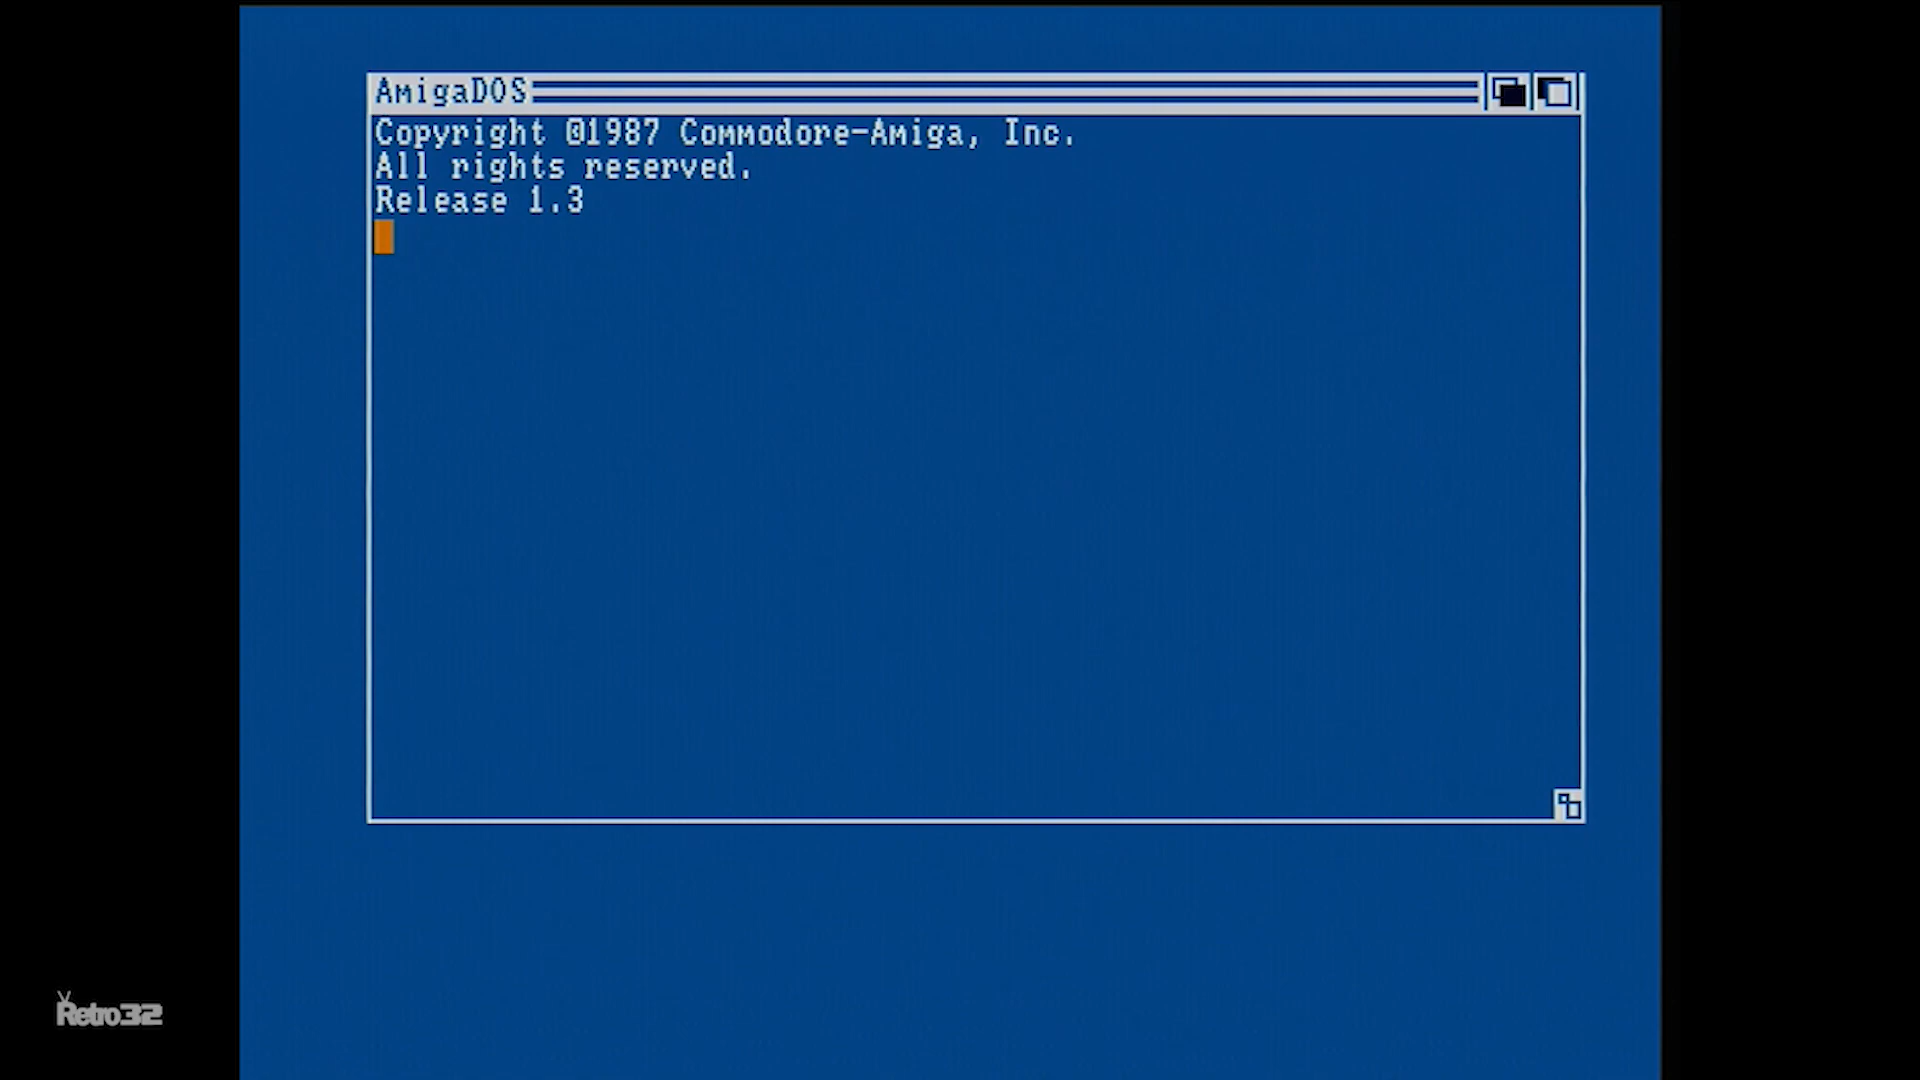 AmigaDOS
Copyright ©1987 Commodore-Amiga, Inc.
All rights reserved.
Release 1.3
Retro32